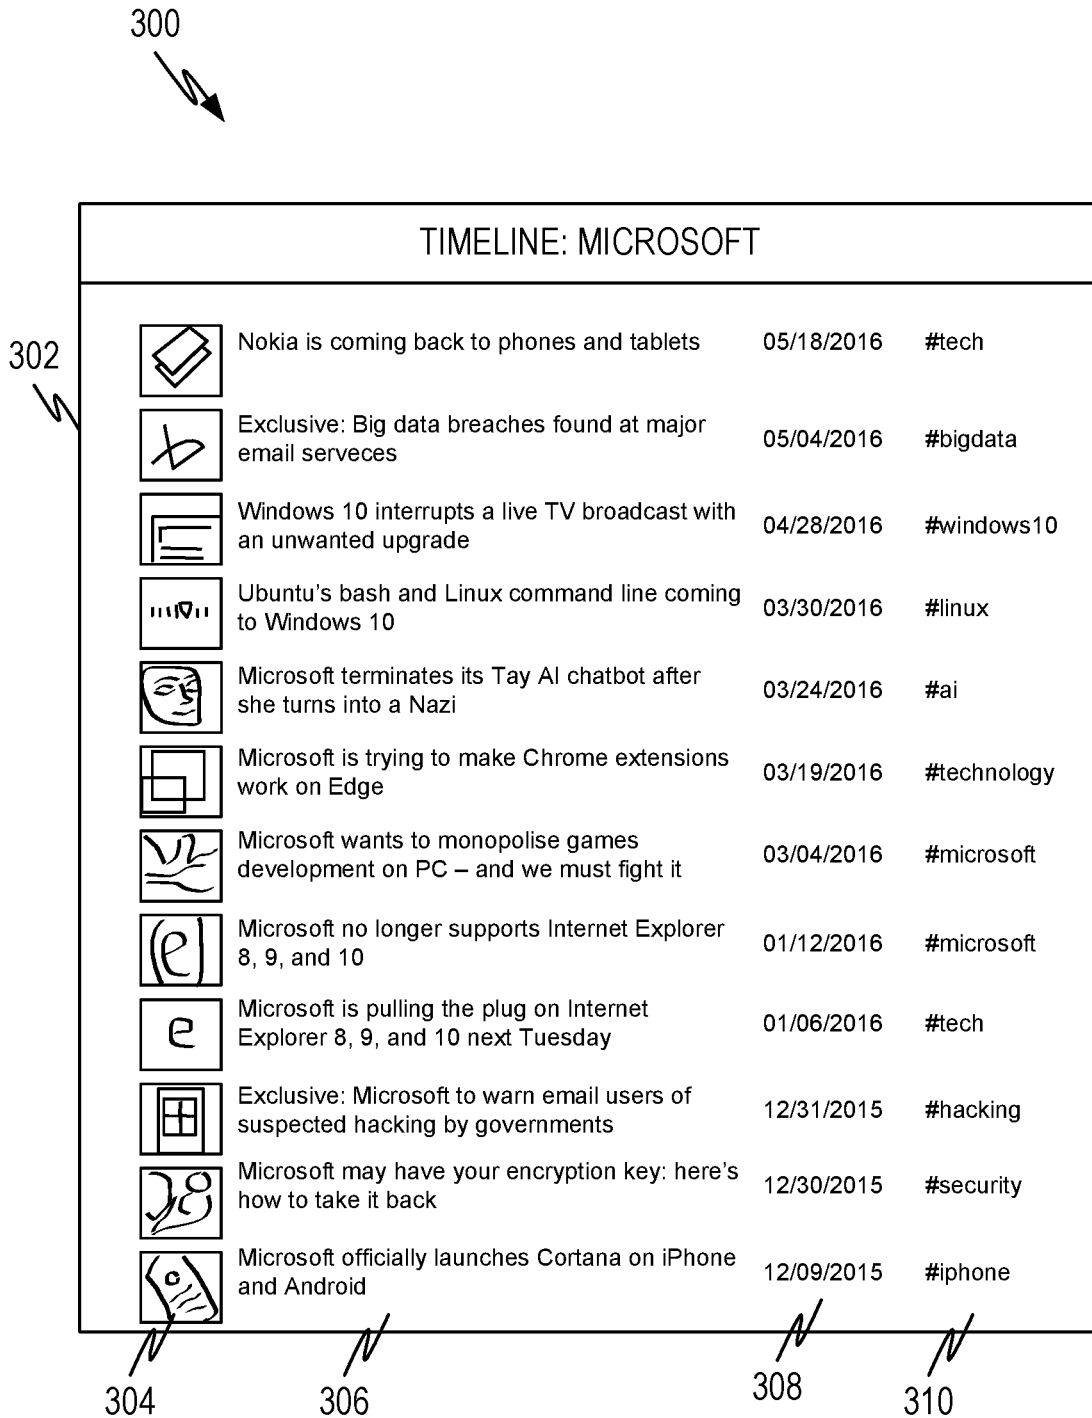 300
TIMELINE: MICROSOFT
302
Nokia is coming back to phones and tablets 05/18/2016 #tech
Exclusive: Big data breaches found at major
email serveces 05/04/2016 #bigdata
Windows 10 interrupts a live TV broadcast with
an unwanted upgrade 04/28/2016 #windows10
Ubuntu's bash and Linux command line coming
to Windows 10 03/30/2016 #linux
Microsoft terminates its Tay AI chatbot after
she turns into a Nazi 03/24/2016 #ai
Microsoft is trying to make Chrome extensions
work on Edge 03/19/2016 #technology
Microsoft wants to monopolise games
development on PC – and we must fight it 03/04/2016 #microsoft
e
Microsoft no longer supports Internet Explorer
8, 9, and 10 01/12/2016 #microsoft
e
Microsoft is pulling the plug on Internet
Explorer 8, 9, and 10 next Tuesday 01/06/2016 #tech
Exclusive: Microsoft to warn email users of
suspected hacking by governments 12/31/2015 #hacking
Microsoft may have your encryption key: here's
how to take it back 12/30/2015 #security
Microsoft officially launches Cortana on iPhone
and Android 12/09/2015 #iphone
304 306 308 310